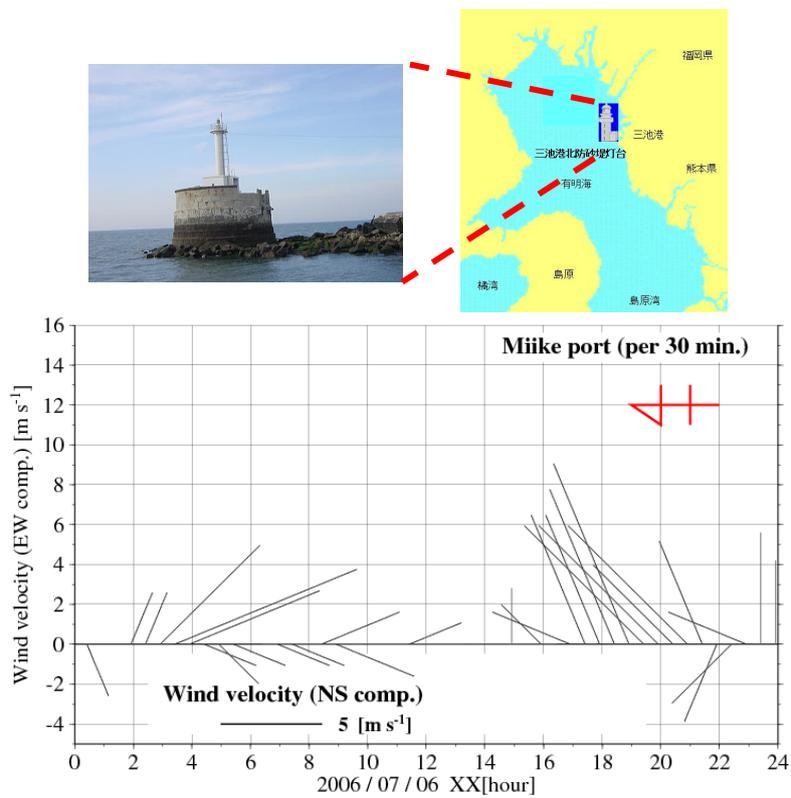 福岡県
三池港
三池港北防砂堤灯台
熊本県
有明海
島原
橘湾
島原湾
Miike port (per 30 min.)
Wind velocity (EW comp.) [m s⁻¹]
16
14
12
10
8
6
4
2
0
-2
-4
Wind velocity (NS comp.)
5 [m s⁻¹]
0 2 4 6 8 10 12 14 16 18 20 22 24
2006 / 07 / 06 XX[hour]